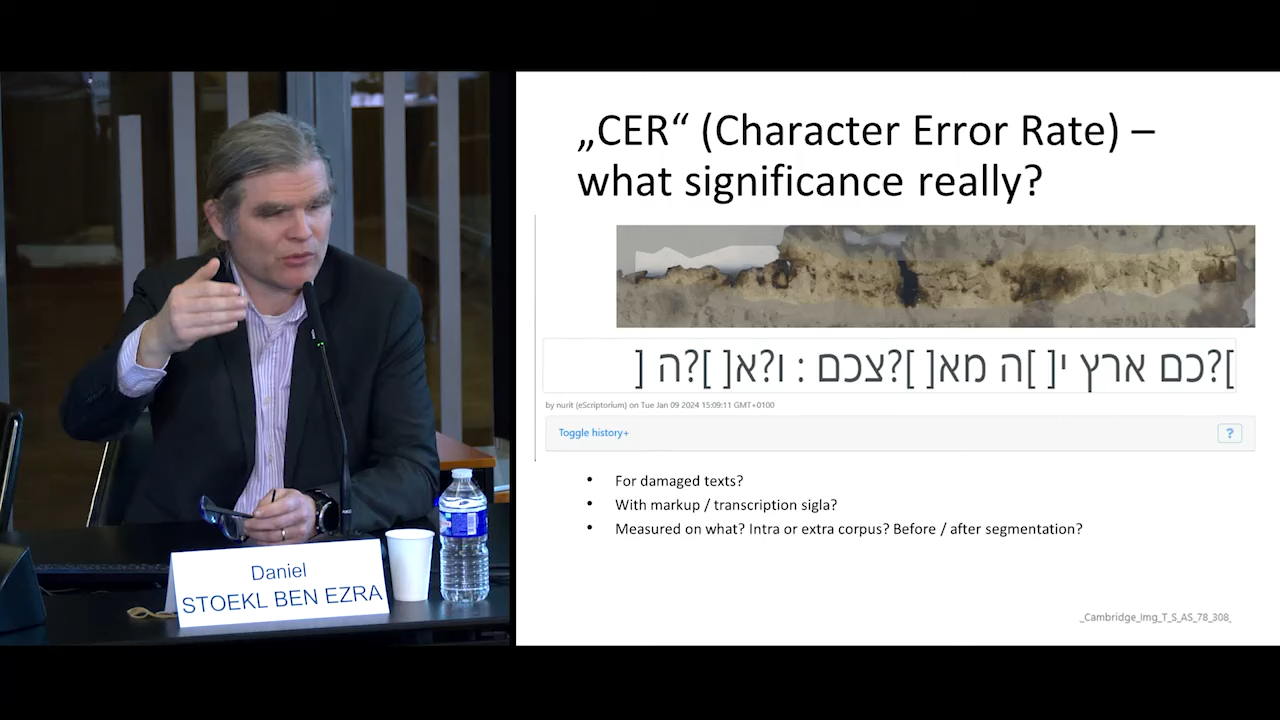 „CER“ (Character Error Rate) –
what significance really?
]?כם ארץ י[ ]ה מא[ ]?צכם : ו?א[ ]?ה [
by nurit (eScriptorium) on Tue Jan 09 2024 15:09:11 GMT+0100
Toggle history+
?
• For damaged texts?
• With markup / transcription sigla?
• Measured on what? Intra or extra corpus? Before / after segmentation?
_Cambridge_Img_T_S_AS_78_308_
Daniel
STOEKL BEN EZRA